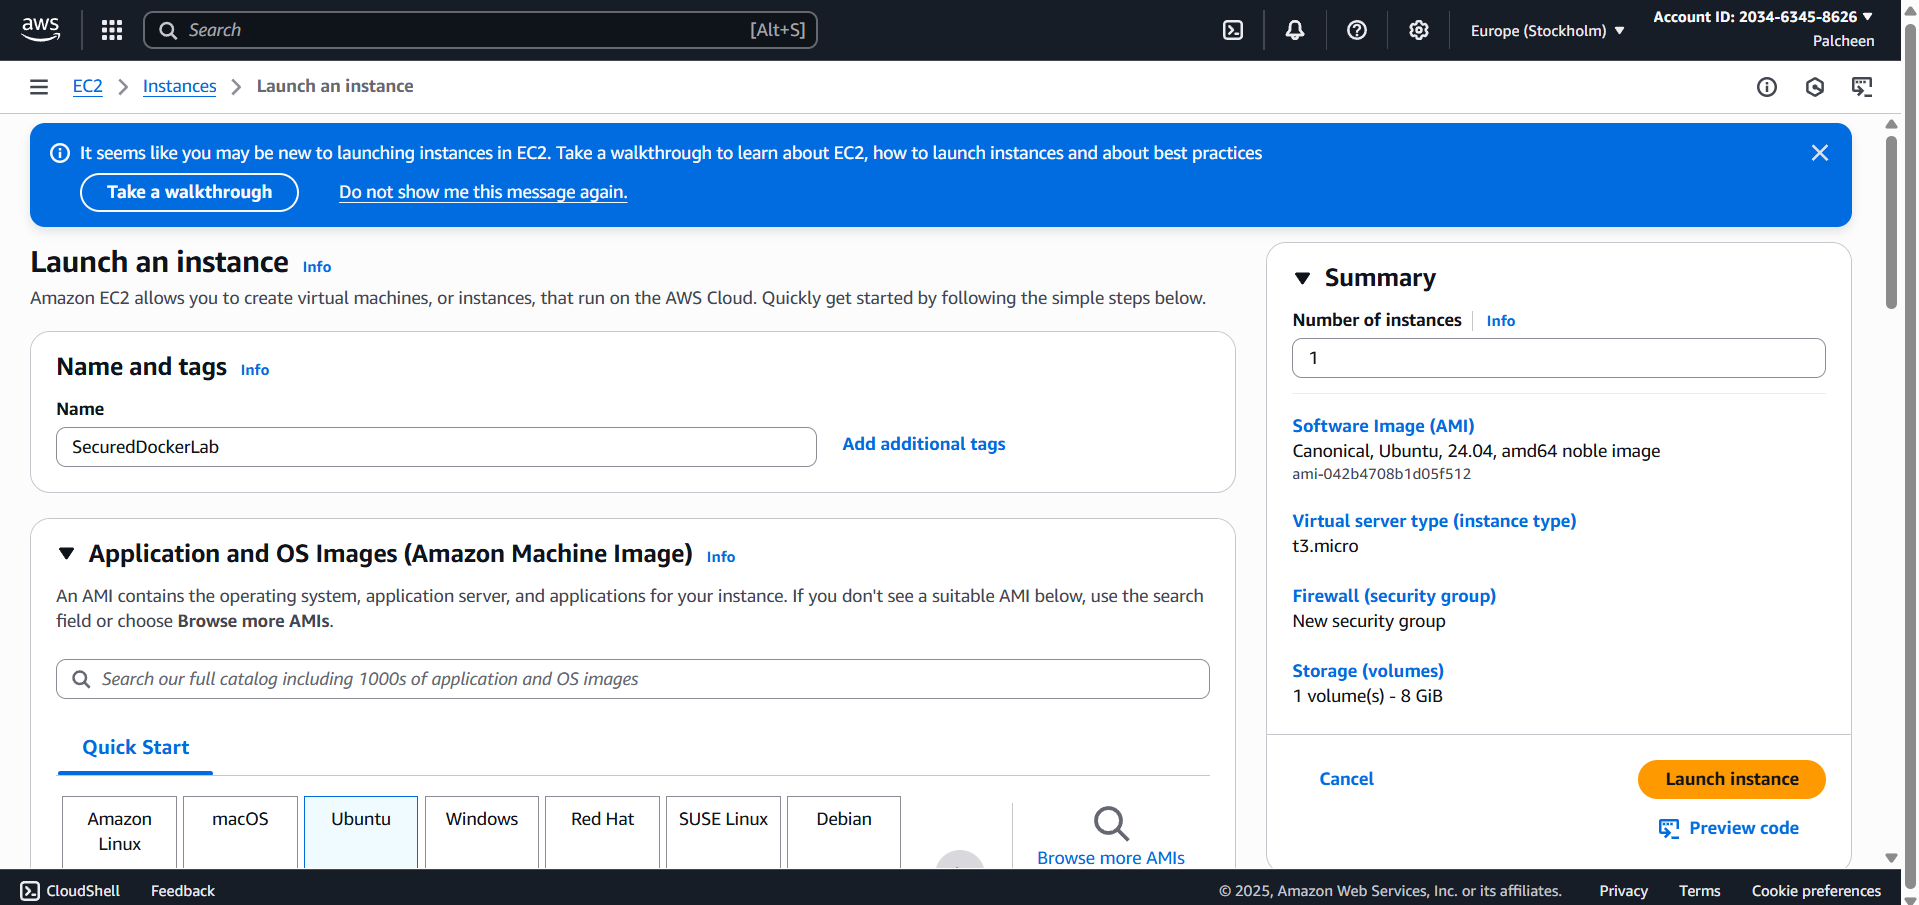 aws
Search [Alt+S]
Europe (Stockholm)
Account ID: 2034-6345-8626
Palcheen
EC2 Instances Launch an instance
It seems like you may be new to launching instances in EC2. Take a walkthrough to learn about EC2, how to launch instances and about best practices
Take a walkthrough Do not show me this message again.
Launch an instance Info
Amazon EC2 allows you to create virtual machines, or instances, that run on the AWS Cloud. Quickly get started by following the simple steps below.
Name and tags Info
Name
SecuredDockerLab
Add additional tags
Application and OS Images (Amazon Machine Image) Info
An AMI contains the operating system, application server, and applications for your instance. If you don't see a suitable AMI below, use the search
field or choose Browse more AMIs.
Search our full catalog including 1000s of application and OS images
Quick Start
Amazon
Linux
macOS
Ubuntu
Windows
Red Hat
SUSE Linux
Debian
Browse more AMIs
Summary
Number of instances Info
1
Software Image (AMI)
Canonical, Ubuntu, 24.04, amd64 noble image
ami-042b4708b1d05f512
Virtual server type (instance type)
t3.micro
Firewall (security group)
New security group
Storage (volumes)
1 volume(s) - 8 GiB
Cancel
Launch instance
Preview code
CloudShell Feedback
© 2025, Amazon Web Services, Inc. or its affiliates. Privacy Terms Cookie preferences